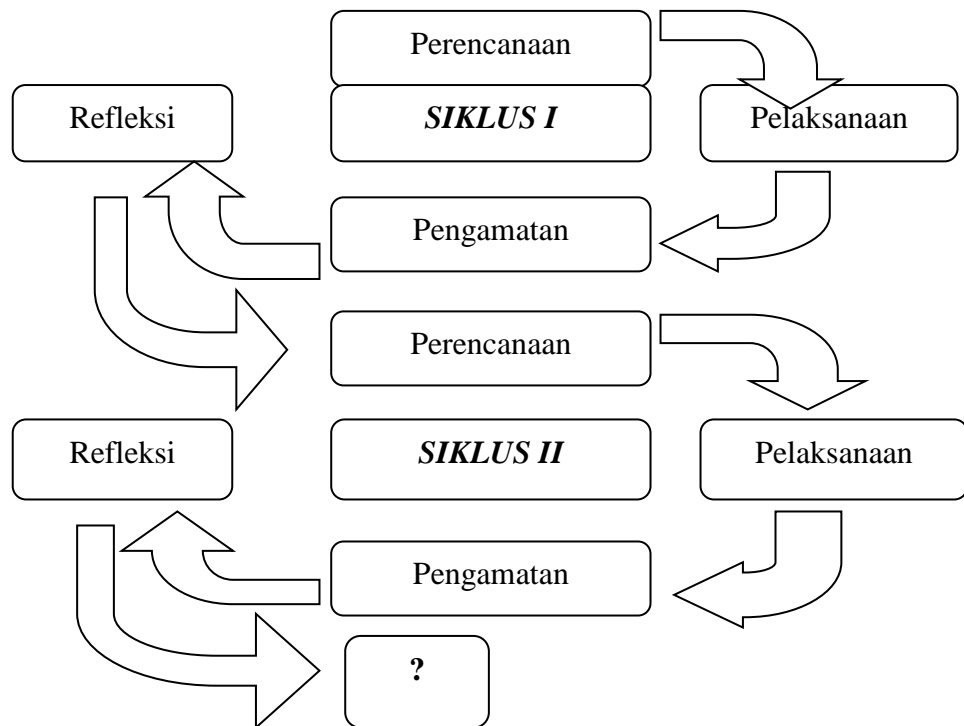 Perencanaan
Refleksi
SIKLUS I
Pelaksanaan
Pengamatan
Perencanaan
Refleksi
SIKLUS II
Pelaksanaan
Pengamatan
?